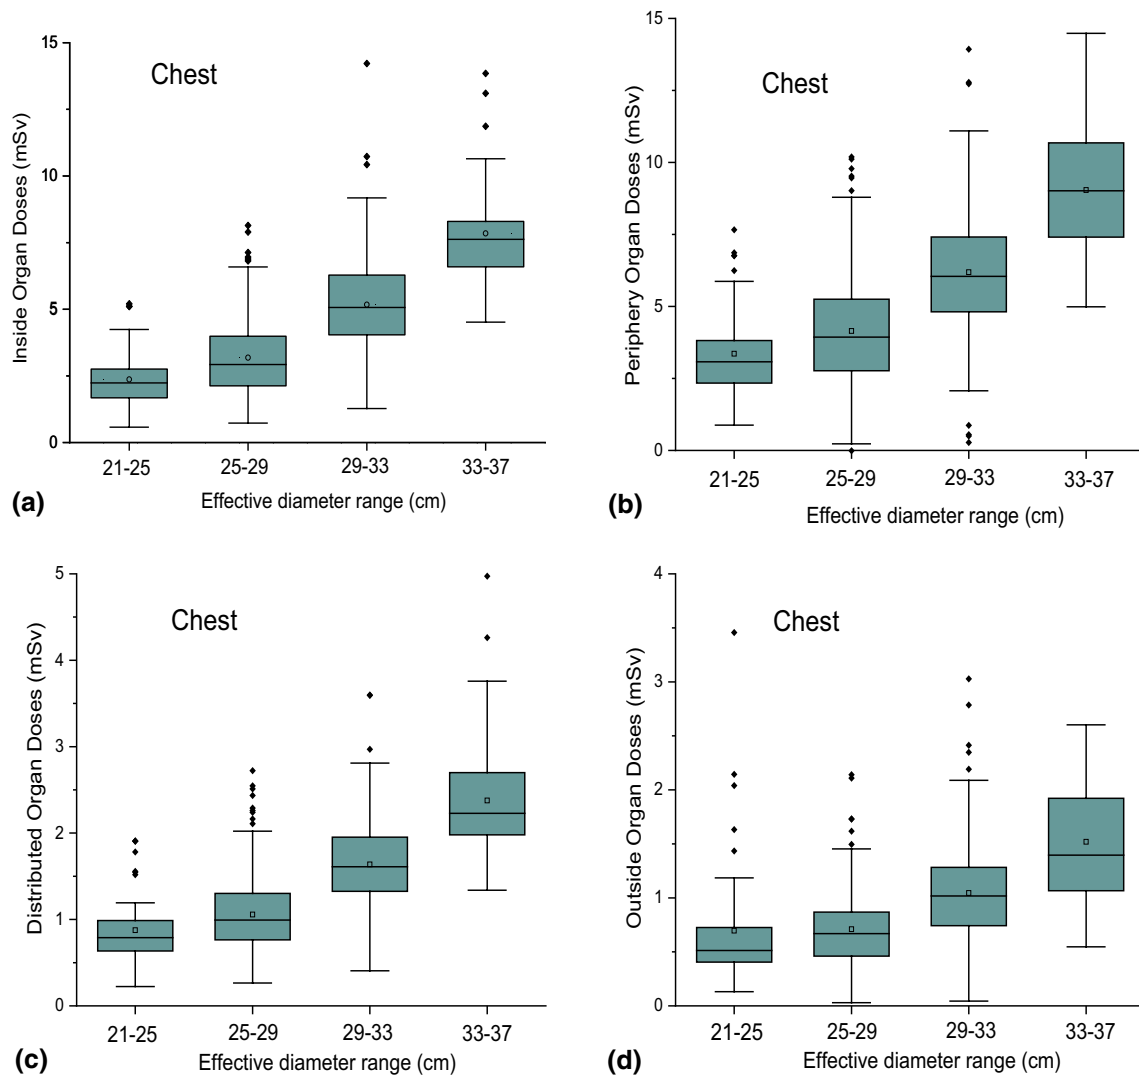 15
Chest
10
5
0
Inside Organ Doses (mSv)
21-25
25-29
29-33
33-37
Effective diameter range (cm)
(a)
15
Chest
10
5
0
Periphery Organ Doses (mSv)
21-25
25-29
29-33
33-37
Effective diameter range (cm)
(b)
5
Chest
4
3
2
1
0
Distributed Organ Doses (mSv)
21-25
25-29
29-33
33-37
Effective diameter range (cm)
(c)
4
Chest
3
2
1
0
Outside Organ Doses (mSv)
21-25
25-29
29-33
33-37
Effective diameter range (cm)
(d)